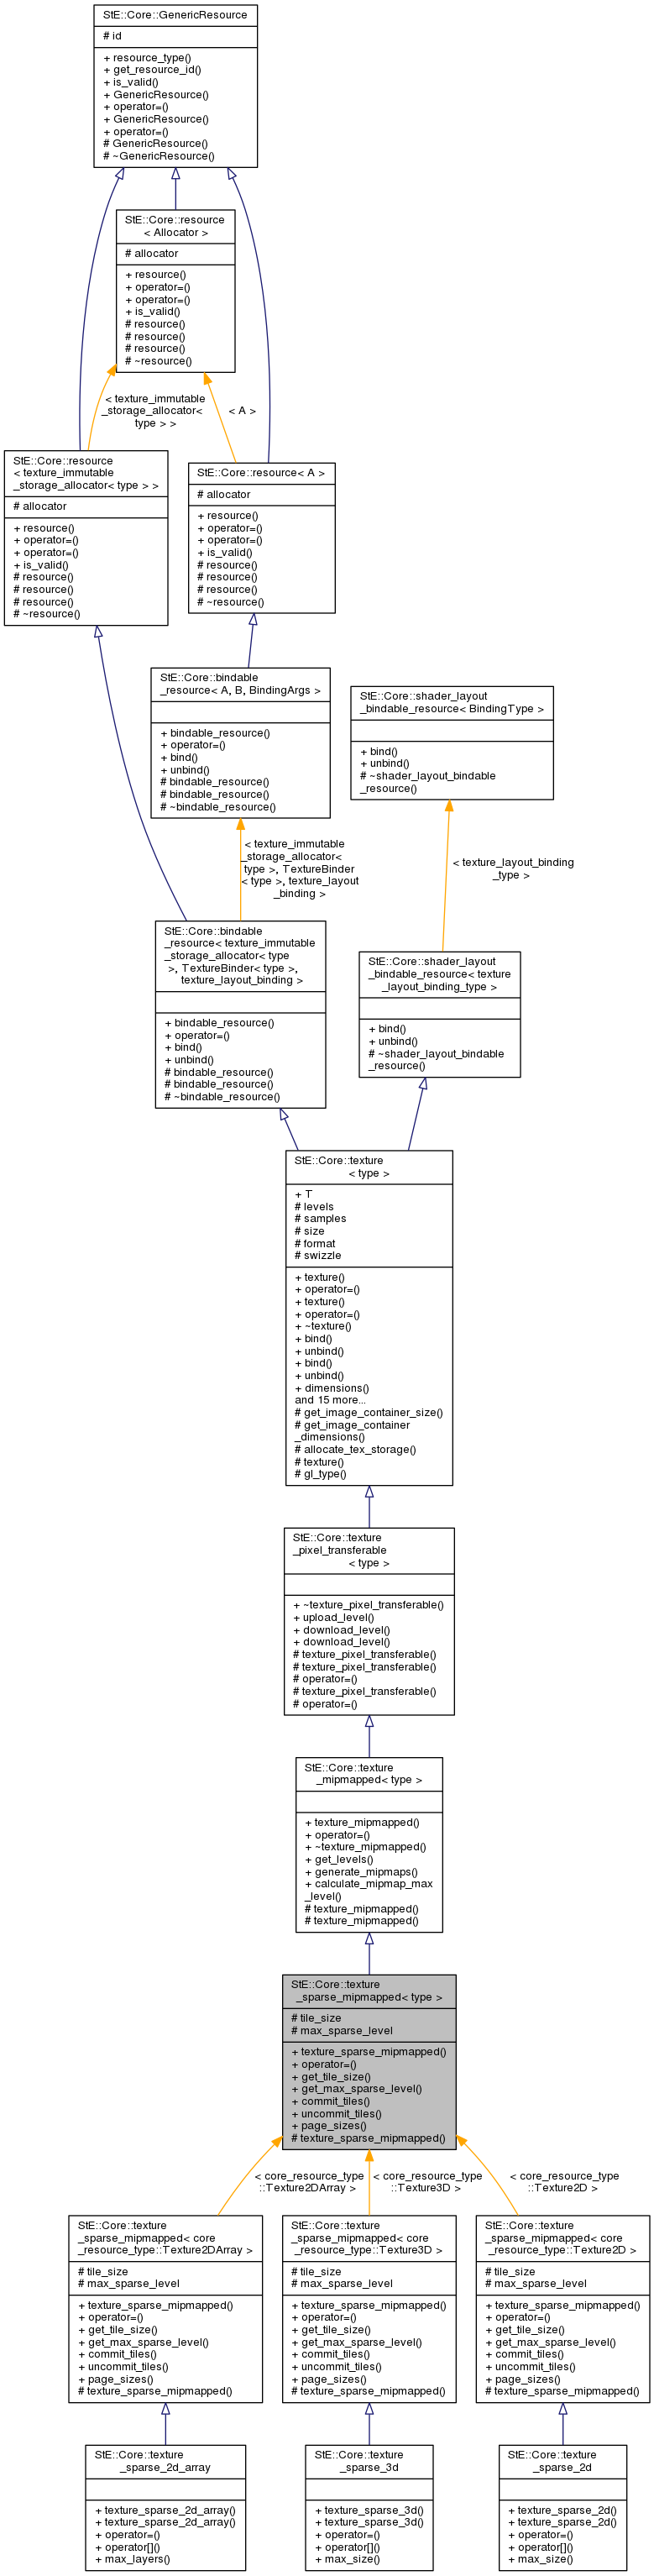 StE::Core::GenericResource
# id
+ resource_type()
+ get_resource_id()
+ is_valid()
+ GenericResource()
+ operator=()
+ GenericResource()
+ operator=()
# GenericResource()
# ~GenericResource()
StE::Core::resource
< Allocator >
# allocator
+ resource()
+ operator=()
+ operator=()
+ is_valid()
# resource()
# resource()
# resource()
# ~resource()
< texture_immutable
_storage_allocator<
type > >
< A >
StE::Core::resource
< texture_immutable
_storage_allocator< type > >
# allocator
+ resource()
+ operator=()
+ operator=()
+ is_valid()
# resource()
# resource()
# resource()
# ~resource()
StE::Core::resource< A >
# allocator
+ resource()
+ operator=()
+ operator=()
+ is_valid()
# resource()
# resource()
# resource()
# ~resource()
StE::Core::bindable
_resource< A, B, BindingArgs >
+ bindable_resource()
+ operator=()
+ bind()
+ unbind()
# bindable_resource()
# bindable_resource()
# ~bindable_resource()
StE::Core::shader_layout
_bindable_resource< BindingType >
+ bind()
+ unbind()
# ~shader_layout_bindable
_resource()
< texture_immutable
_storage_allocator<
type >, TextureBinder
< type >, texture_layout
_binding >
< texture_layout_binding
_type >
StE::Core::bindable
_resource< texture_immutable
_storage_allocator< type
>, TextureBinder< type >,
texture_layout_binding >
+ bindable_resource()
+ operator=()
+ bind()
+ unbind()
# bindable_resource()
# bindable_resource()
# ~bindable_resource()
StE::Core::shader_layout
_bindable_resource< texture
_layout_binding_type >
+ bind()
+ unbind()
# ~shader_layout_bindable
_resource()
StE::Core::texture
< type >
+ T
# levels
# samples
# size
# format
# swizzle
+ texture()
+ operator=()
+ texture()
+ operator=()
+ ~texture()
+ bind()
+ unbind()
+ bind()
+ unbind()
+ dimensions()
and 15 more...
# get_image_container_size()
# get_image_container
_dimensions()
# allocate_tex_storage()
# texture()
# gl_type()
StE::Core::texture
_pixel_transferable
< type >
+ ~texture_pixel_transferable()
+ upload_level()
+ download_level()
+ download_level()
# texture_pixel_transferable()
# texture_pixel_transferable()
# operator=()
# texture_pixel_transferable()
# operator=()
StE::Core::texture
_mipmapped< type >
+ texture_mipmapped()
+ operator=()
+ ~texture_mipmapped()
+ get_levels()
+ generate_mipmaps()
+ calculate_mipmap_max
_level()
# texture_mipmapped()
# texture_mipmapped()
StE::Core::texture
_sparse_mipmapped< type >
# tile_size
# max_sparse_level
+ texture_sparse_mipmapped()
+ operator=()
+ get_tile_size()
+ get_max_sparse_level()
+ commit_tiles()
+ uncommit_tiles()
+ page_sizes()
# texture_sparse_mipmapped()
< core_resource_type
::Texture2DArray >
< core_resource_type
::Texture3D >
< core_resource_type
::Texture2D >
StE::Core::texture
_sparse_mipmapped< core
_resource_type::Texture2DArray >
# tile_size
# max_sparse_level
+ texture_sparse_mipmapped()
+ operator=()
+ get_tile_size()
+ get_max_sparse_level()
+ commit_tiles()
+ uncommit_tiles()
+ page_sizes()
# texture_sparse_mipmapped()
StE::Core::texture
_sparse_mipmapped< core
_resource_type::Texture3D >
# tile_size
# max_sparse_level
+ texture_sparse_mipmapped()
+ operator=()
+ get_tile_size()
+ get_max_sparse_level()
+ commit_tiles()
+ uncommit_tiles()
+ page_sizes()
# texture_sparse_mipmapped()
StE::Core::texture
_sparse_mipmapped< core
_resource_type::Texture2D >
# tile_size
# max_sparse_level
+ texture_sparse_mipmapped()
+ operator=()
+ get_tile_size()
+ get_max_sparse_level()
+ commit_tiles()
+ uncommit_tiles()
+ page_sizes()
# texture_sparse_mipmapped()
StE::Core::texture
_sparse_2d_array
+ texture_sparse_2d_array()
+ texture_sparse_2d_array()
+ operator=()
+ operator[]()
+ max_layers()
StE::Core::texture
_sparse_3d
+ texture_sparse_3d()
+ texture_sparse_3d()
+ operator=()
+ operator[]()
+ max_size()
StE::Core::texture
_sparse_2d
+ texture_sparse_2d()
+ texture_sparse_2d()
+ operator=()
+ operator[]()
+ max_size()